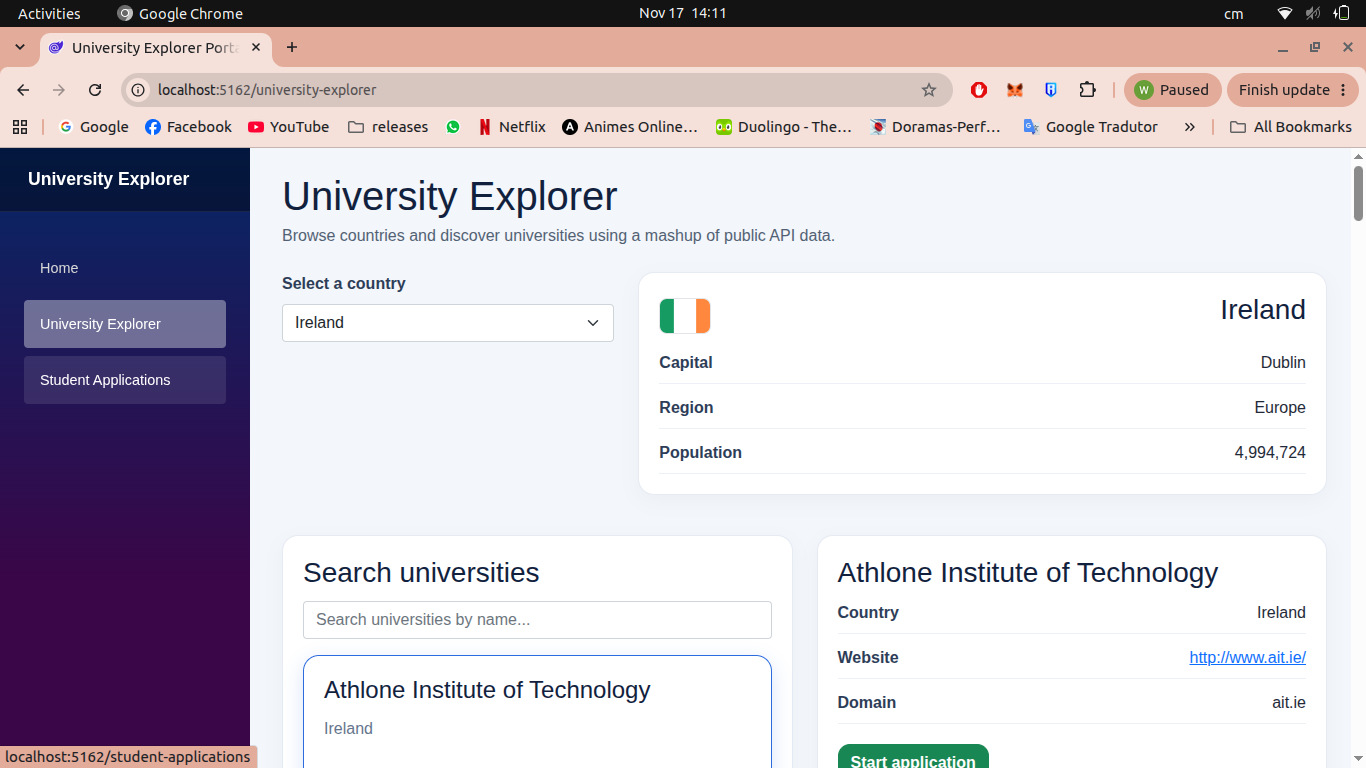 Activities
Google Chrome
Nov 17 14:11
cm
University Explorer Porta
localhost:5162/university-explorer
W
Paused
Finish update
Google
Facebook
YouTube
releases
Netflix
Animes Online…
Duolingo - The…
Doramas-Perf…
Google Tradutor
All Bookmarks
University Explorer
Home
University Explorer
Student Applications
University Explorer
Browse countries and discover universities using a mashup of public API data.
Select a country
Ireland
Ireland
Capital Dublin
Region Europe
Population 4,994,724
Search universities
Search universities by name...
Athlone Institute of Technology
Ireland
Athlone Institute of Technology
Country Ireland
Website http://www.ait.ie/
Domain ait.ie
Start application
localhost:5162/student-applications